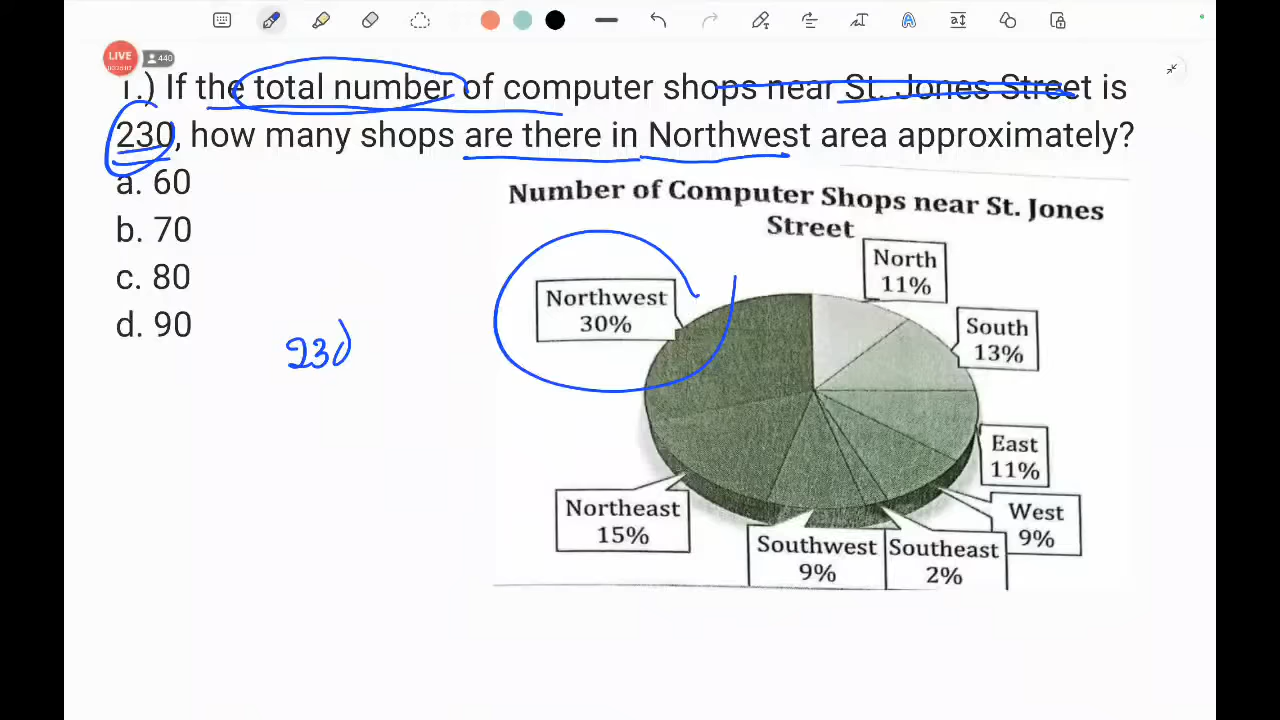 LIVE
440
1.) If the total number of computer shops near St. Jones Street is
230, how many shops are there in Northwest area approximately?
a. 60
b. 70
c. 80
d. 90
230
Number of Computer Shops near St. Jones
Street
North
11%
Northwest
30%
South
13%
East
11%
Northeast
15%
West
9%
Southwest
9%
Southeast
2%